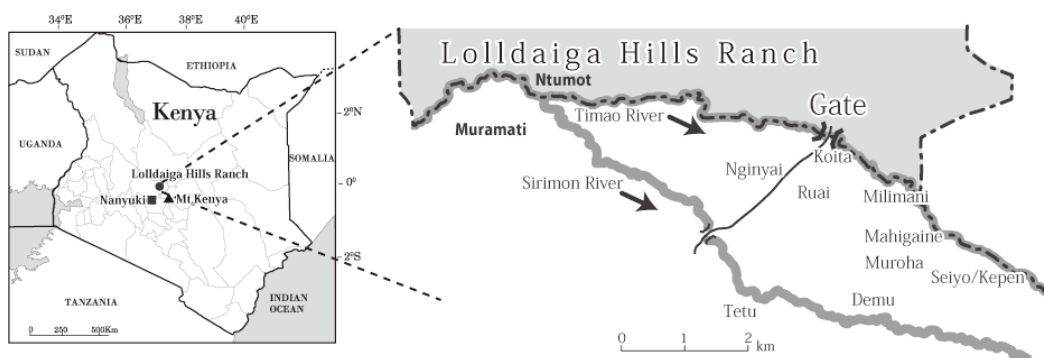 34°E 36°E 38°E 40°E
SUDAN
ETHIOPIA
Kenya
2°N
UGANDA
SOMALIA
Lolldaiga Hills Ranch
0°
Nanyuki
Mt.Kenya
2°S
TANZANIA
INDIAN
OCEAN
0 250 500Km
Lolldaiga Hills Ranch
Ntumot
Timao River
Gate
Muramati
Nginyai
Koita
Sirimon River
Ruai
Milimani
Mahigaine
Muroha
Seiyo/Kepen
Tetu
Demu
0 1 2
km